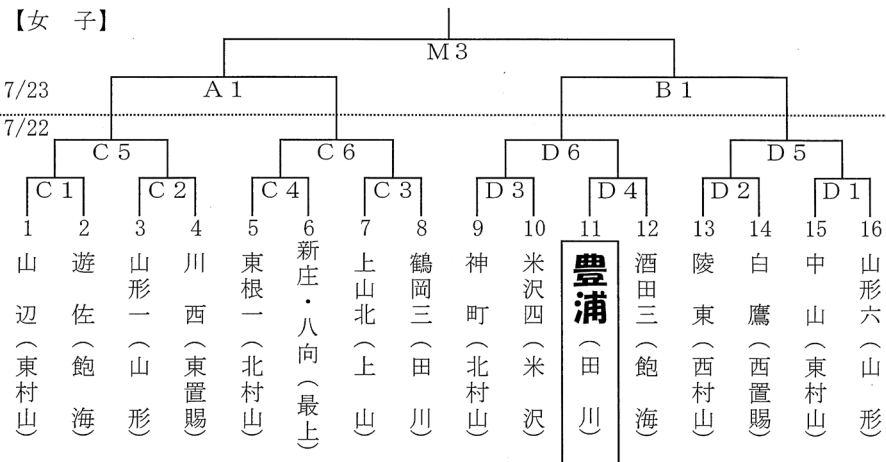 【女　子】
M3
7/23
A1
B1
7/22
C5
C6
D6
D5
C1
C2
C4
C3
D3
D4
D2
D1
1
2
3
4
5
6
7
8
9
10
11
12
13
14
15
16
山辺(東村山)
遊佐(飽海)
山形一(山形)
川西(東置賜)
東根一(北村山)
新庄・八向(最上)
上山北(上山)
鶴岡三(田川)
神町(北村山)
米沢四(米沢)
豊浦(田川)
酒田三(飽海)
陵東(西村山)
白鷹(西置賜)
中山(東村山)
山形六(山形)